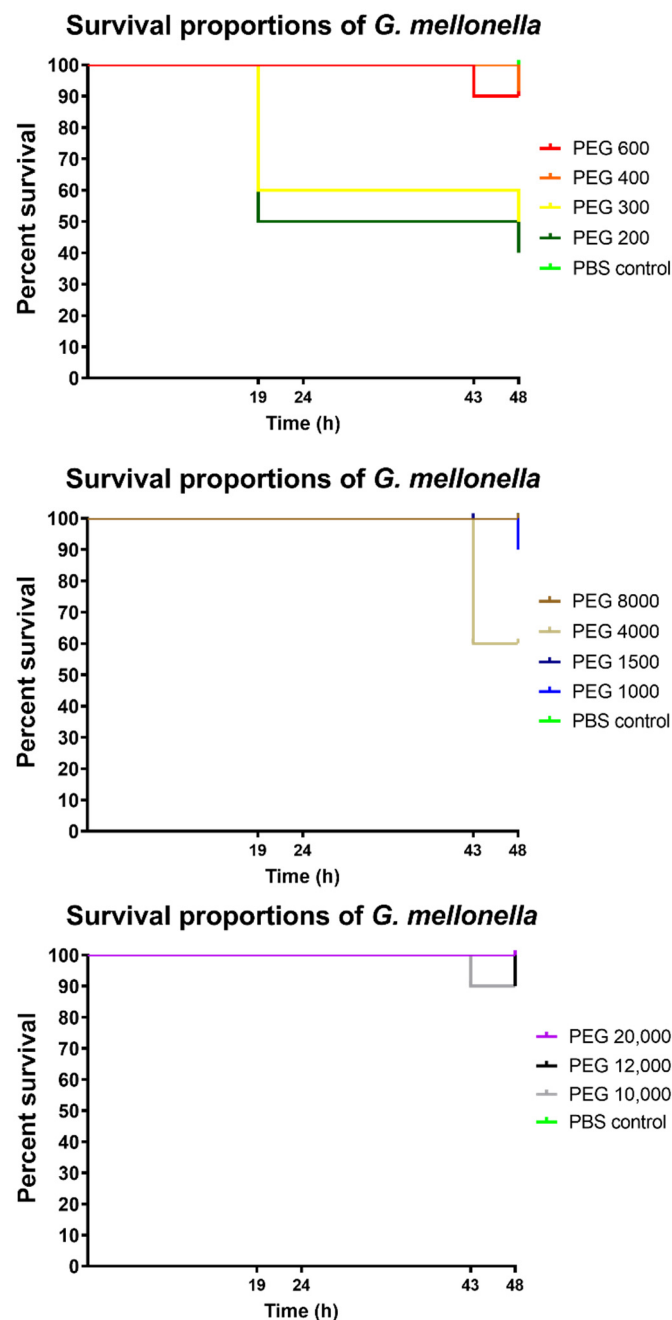 Survival proportions of G. mellonella
100
90
80
70
60
50
40
30
20
10
0
Percent survival
19 24 43 48
Time (h)
PEG 600
PEG 400
PEG 300
PEG 200
PBS control
Survival proportions of G. mellonella
100
90
80
70
60
50
40
30
20
10
0
Percent survival
19 24 43 48
Time (h)
PEG 8000
PEG 4000
PEG 1500
PEG 1000
PBS control
Survival proportions of G. mellonella
100
90
80
70
60
50
40
30
20
10
0
Percent survival
19 24 43 48
Time (h)
PEG 20,000
PEG 12,000
PEG 10,000
PBS control